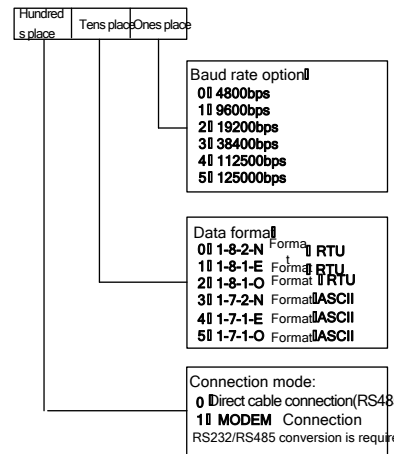 Hundred
s place
Tens place
Ones place
Baud rate option
0 4800bps
1 9600bps
2 19200bps
3 38400bps
4 112500bps
5 125000bps
Data forma
0 1-8-2-N Format RTU
1 1-8-1-E Format RTU
2 1-8-1-O Format RTU
3 1-7-2-N Format ASCII
4 1-7-1-E Format ASCII
5 1-7-1-O Format ASCII
Connection mode:
0 Direct cable connection(RS48
1 MODEM Connection
RS232/RS485 conversion is require